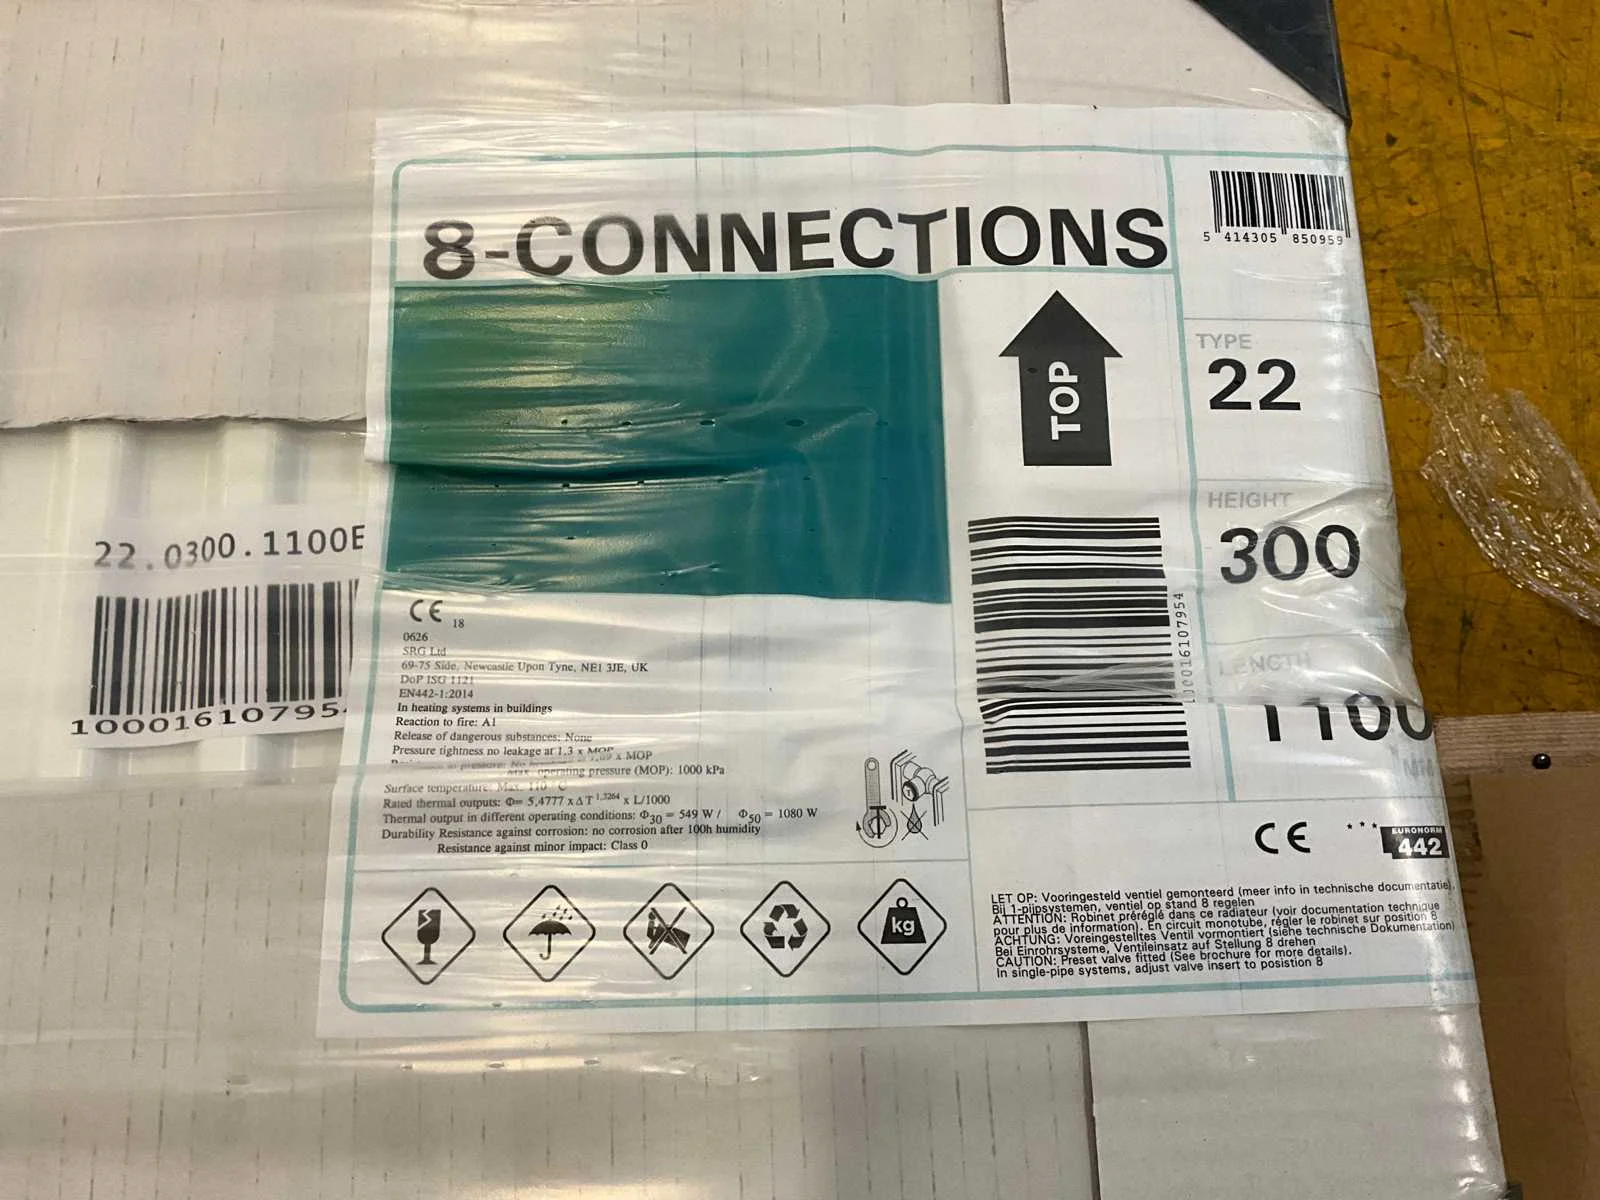 8-CONNECTIONS
5 414305 850959
TOP
TYPE
22
HEIGHT
300
LENGTH
1100
MM
100016107954
22.0300.1100E
100016107954
CE 18
0626
SRG Ltd
69-75 Side, Newcastle Upon Tyne, NE1 3JE, UK
DoP ISG 1121
EN442-1:2014
In heating systems in buildings
Reaction to fire: A1
Release of dangerous substances: None
Pressure tightness no leakage at 1,3 x MOP
x MOP
Max. operating pressure (MOP): 1000 kPa
Surface temperature: Max. 110 °C
Rated thermal outputs: Φ= 5,4777 x ΔT 1,3264 x L/1000
Thermal output in different operating conditions: Φ30 = 549 W / Φ50 = 1080 W
Durability Resistance against corrosion: no corrosion after 100h humidity
Resistance against minor impact: Class 0
kg
CE
EURONORM
442
LET OP: Vooringesteld ventiel gemonteerd (meer info in technische documentatie).
Bij 1-pijpsystemen, ventiel op stand 8 regelen
ATTENTION: Robinet préréglé dans ce radiateur (voir documentation technique
pour plus de information). En circuit monotube, régler le robinet sur position 8
ACHTUNG: Voreingestelltes Ventil vormontiert (siehe technische Dokumentation)
Bei Einrohrsysteme, Ventileinsatz auf Stellung 8 drehen
CAUTION: Preset valve fitted (See brochure for more details).
In single-pipe systems, adjust valve insert to posistion 8